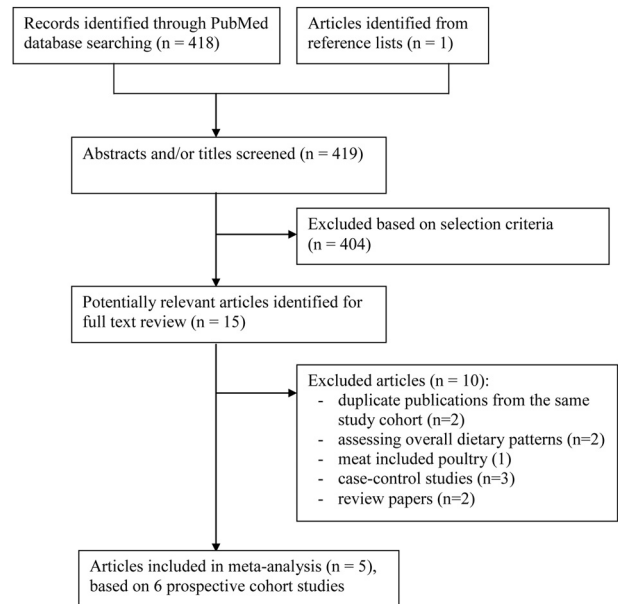 Records identified through PubMed
database searching (n = 418)
Articles identified from
reference lists (n = 1)
Abstracts and/or titles screened (n = 419)
Excluded based on selection criteria
(n = 404)
Potentially relevant articles identified for
full text review (n = 15)
Excluded articles (n = 10):
- duplicate publications from the same
study cohort (n=2)
- assessing overall dietary patterns (n=2)
- meat included poultry (1)
- case-control studies (n=3)
- review papers (n=2)
Articles included in meta-analysis (n = 5),
based on 6 prospective cohort studies